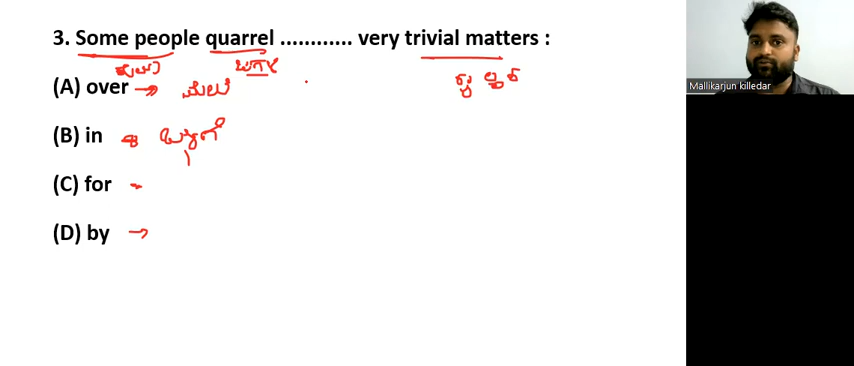 3. Some people quarrel ............ very trivial matters :
(A) over
(B) in
(C) for
(D) by
Mallikarjun killedar